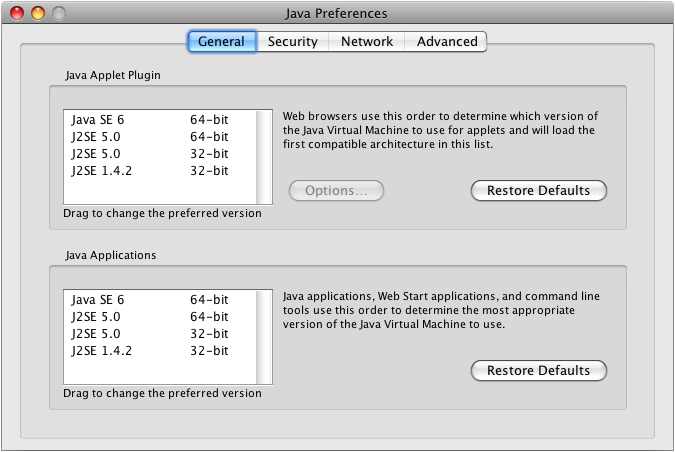 Java Preferences
General Security Network Advanced
Java Applet Plugin
Java SE 6 64-bit
J2SE 5.0 64-bit
J2SE 5.0 32-bit
J2SE 1.4.2 32-bit
Drag to change the preferred version
Web browsers use this order to determine which version of
the Java Virtual Machine to use for applets and will load the
first compatible architecture in this list.
Options...
Restore Defaults
Java Applications
Java SE 6 64-bit
J2SE 5.0 64-bit
J2SE 5.0 32-bit
J2SE 1.4.2 32-bit
Drag to change the preferred version
Java applications, Web Start applications, and command line
tools use this order to determine the most appropriate
version of the Java Virtual Machine to use.
Restore Defaults